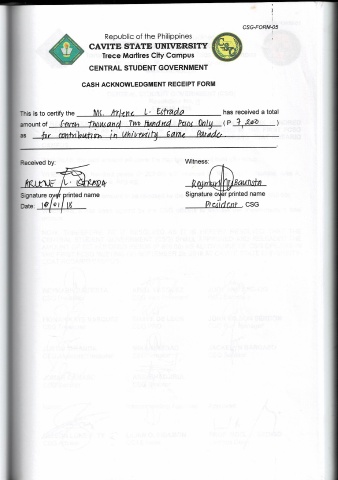 CSG-FORM-05
Republic of the Philippines
CAVITE STATE UNIVERSITY
Trece Martires City Campus
CENTRAL STUDENT GOVERNMENT
CASH ACKNOWLEDGMENT RECEIPT FORM
This is to certify the Ms. Arlene L. Estrada has received a total
amount of Seven Thousand Two Hundred Pesos Only (P 7,200 )
as for contribution in University Game Parade.
Received by: Witness:
ARLENE L. ESTRADA Bautista
Signature over printed name Signature over printed name
Date: 10/01/18 President, CSG